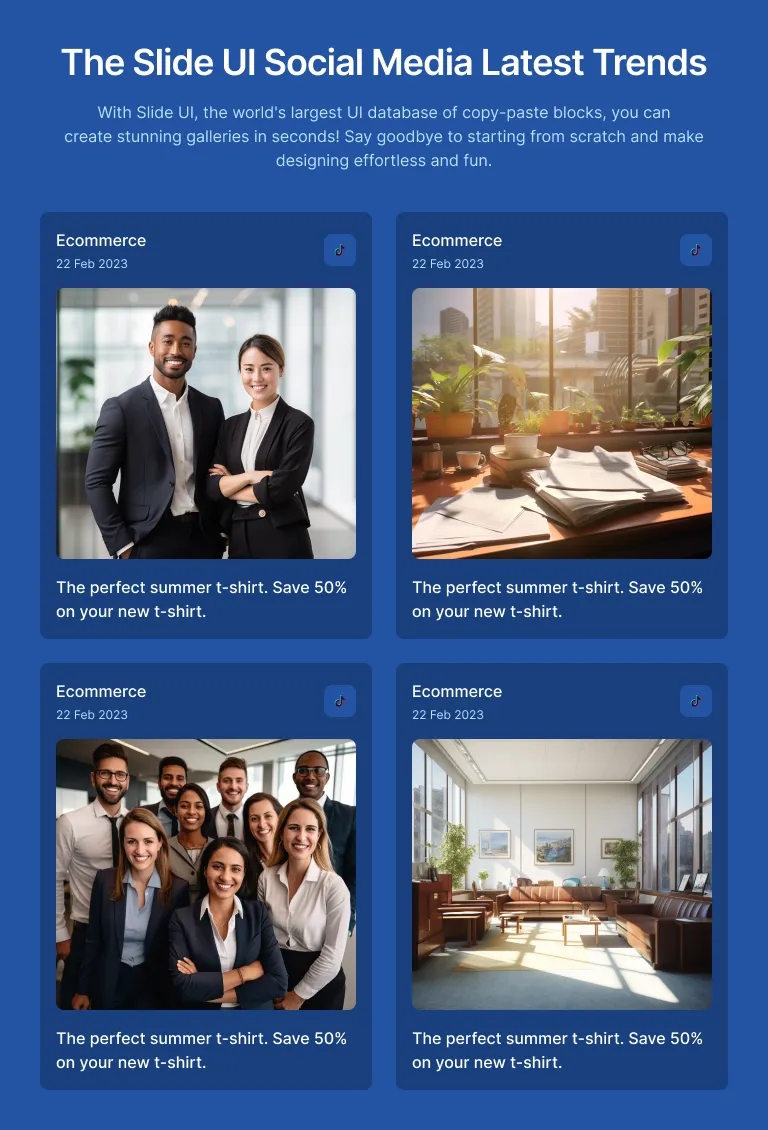 The Slide UI Social Media Latest Trends
With Slide UI, the world's largest UI database of copy-paste blocks, you can
create stunning galleries in seconds! Say goodbye to starting from scratch and make
designing effortless and fun.
Ecommerce
22 Feb 2023
The perfect summer t-shirt. Save 50%
on your new t-shirt.
Ecommerce
22 Feb 2023
The perfect summer t-shirt. Save 50%
on your new t-shirt.
Ecommerce
22 Feb 2023
The perfect summer t-shirt. Save 50%
on your new t-shirt.
Ecommerce
22 Feb 2023
The perfect summer t-shirt. Save 50%
on your new t-shirt.